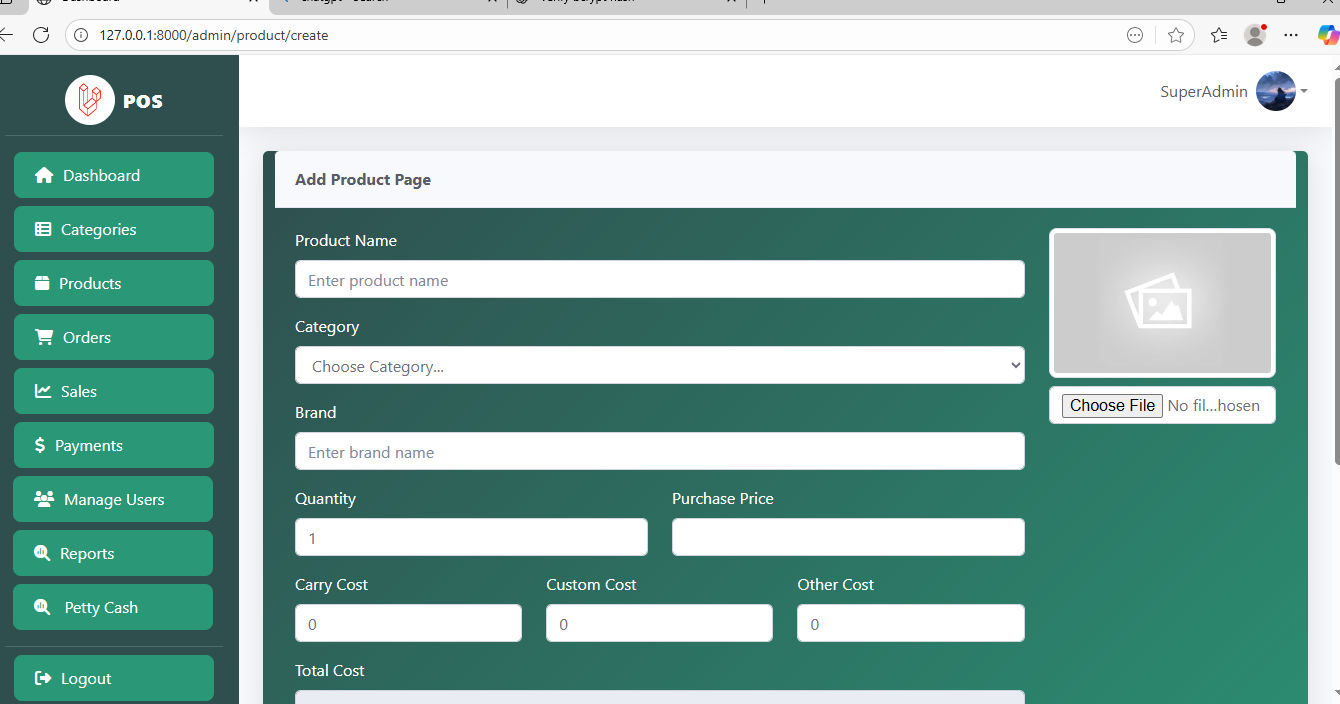 127.0.0.1:8000/admin/product/create
POS
SuperAdmin
Dashboard
Categories
Products
Orders
Sales
Payments
Manage Users
Reports
Petty Cash
Logout
Add Product Page
Product Name
Enter product name
Category
Choose Category...
Brand
Enter brand name
Quantity
Purchase Price
1
Carry Cost
Custom Cost
Other Cost
0
0
0
Total Cost
Choose File No fil...hosen